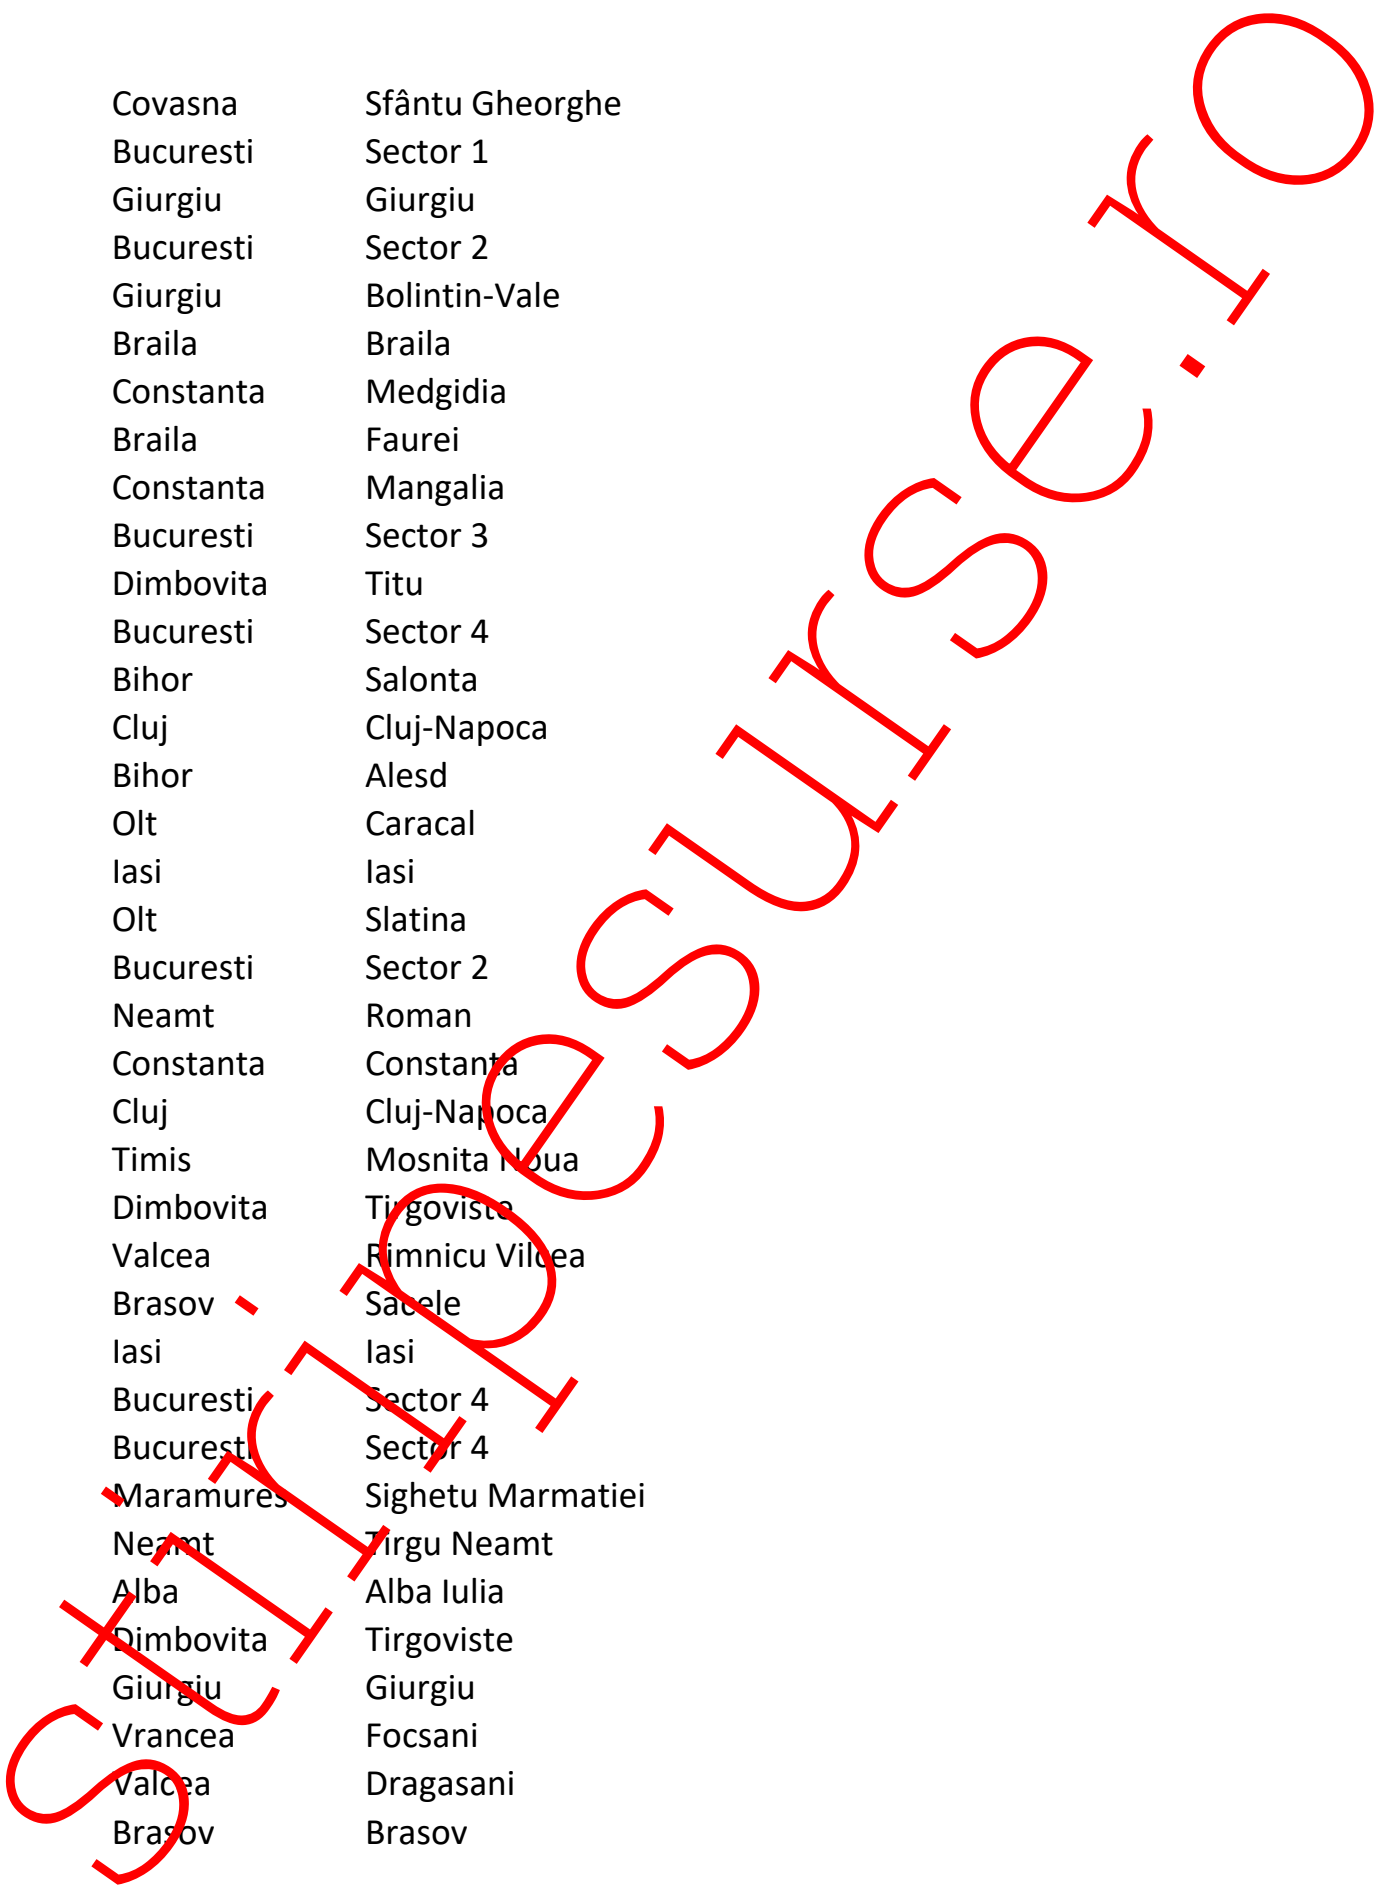 Covasna Sfântu Gheorghe
Bucuresti Sector 1
Giurgiu Giurgiu
Bucuresti Sector 2
Giurgiu Bolintin-Vale
Braila Braila
Constanta Medgidia
Braila Faurei
Constanta Mangalia
Bucuresti Sector 3
Dimbovita Titu
Bucuresti Sector 4
Bihor Salonta
Cluj Cluj-Napoca
Bihor Alesd
Olt Caracal
Iasi Iasi
Olt Slatina
Bucuresti Sector 2
Neamt Roman
Constanta Constanta
Cluj Cluj-Napoca
Timis Mosnita Noua
Dimbovita Tirgoviste
Valcea Rimnicu Vilcea
Brasov Sacele
Iasi Iasi
Bucuresti Sector 4
Bucuresti Sector 4
Maramures Sighetu Marmatiei
Neamt Tirgu Neamt
Alba Alba Iulia
Dimbovita Tirgoviste
Giurgiu Giurgiu
Vrancea Focsani
Valcea Dragasani
Brasov Brasov
stiripesurse.ro